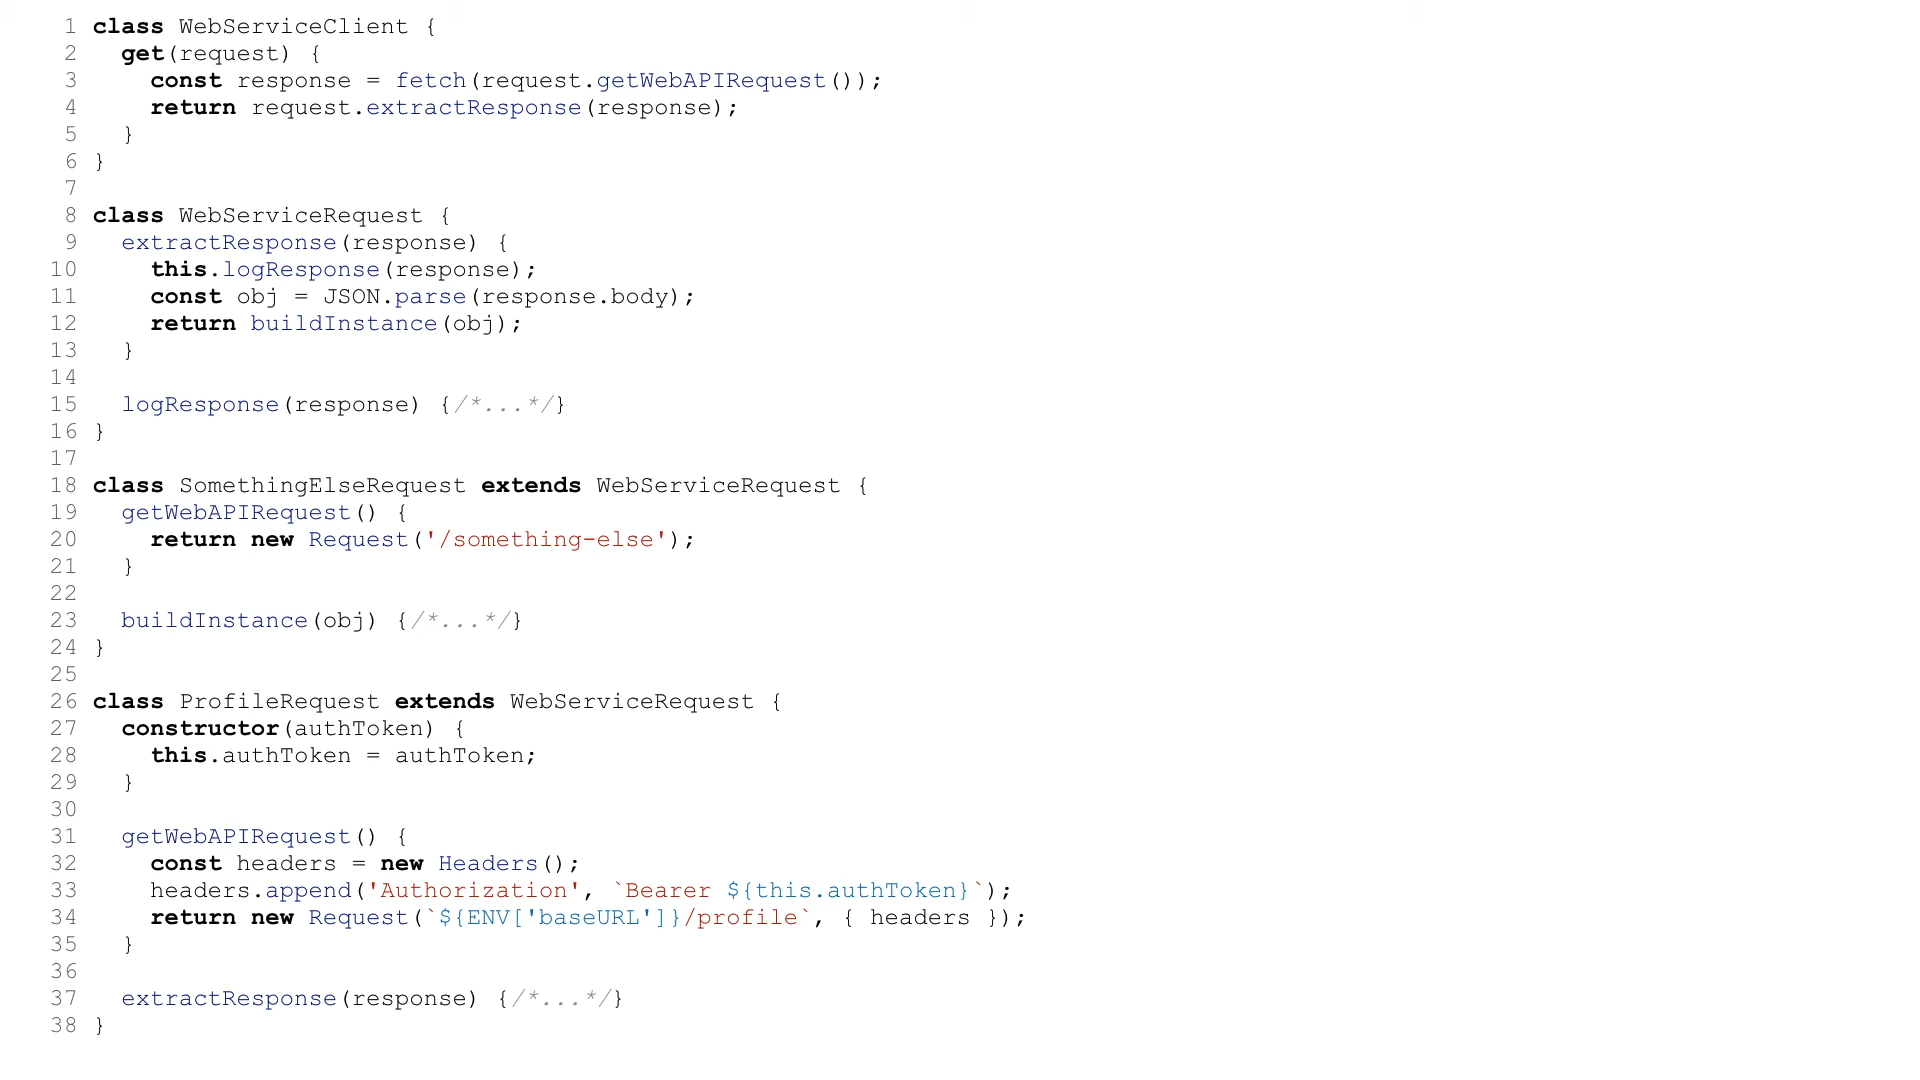 1 class WebServiceClient {
2   get(request) {
3     const response = fetch(request.getWebAPIRequest());
4     return request.extractResponse(response);
5   }
6 }
7
8 class WebServiceRequest {
9   extractResponse(response) {
10     this.logResponse(response);
11     const obj = JSON.parse(response.body);
12     return buildInstance(obj);
13   }
14
15   logResponse(response) {/*...*/}
16 }
17
18 class SomethingElseRequest extends WebServiceRequest {
19   getWebAPIRequest() {
20     return new Request('/something-else');
21   }
22
23   buildInstance(obj) {/*...*/}
24 }
25
26 class ProfileRequest extends WebServiceRequest {
27   constructor(authToken) {
28     this.authToken = authToken;
29   }
30
31   getWebAPIRequest() {
32     const headers = new Headers();
33     headers.append('Authorization', `Bearer ${this.authToken}`);
34     return new Request(`${ENV['baseURL']}/profile`, { headers });
35   }
36
37   extractResponse(response) {/*...*/}
38 }